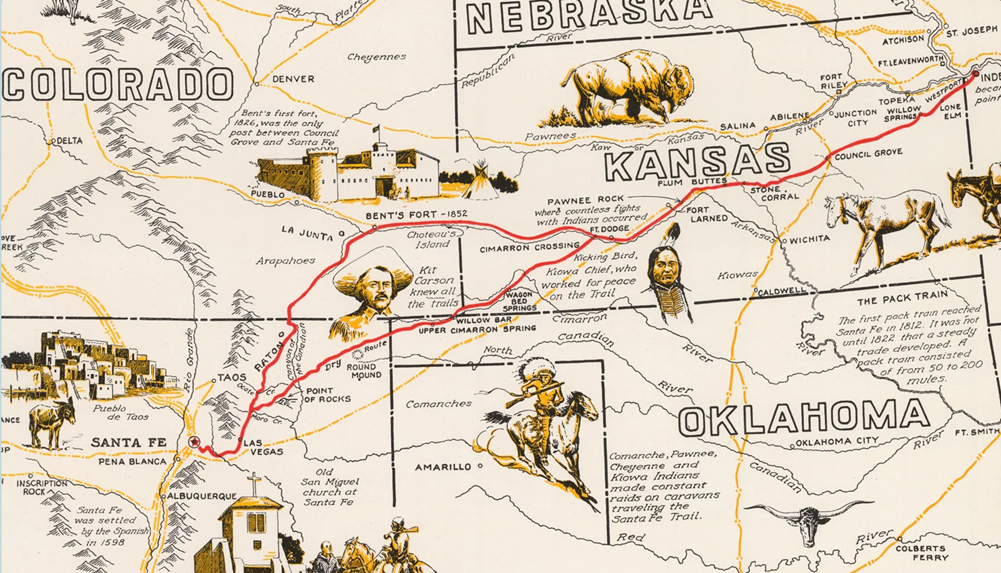 NEBRASKA
South
Platte
River
Republican
Cheyennes
COLORADO
DENVER
ATCHISON
ST. JOSEPH
FT. LEAVENWORTH
FORT
RILEY
TOPEKA
WESTPORT
INDE
becam
point
WILLOW
SPRINGS
LONE
ELM
Bent's first fort,
1826, was the only
post between Council
Grove and Santa Fe
DELTA
Pawnees
Kaw or Kansas
River
SALINA
ABILENE
JUNCTION
CITY
COUNCIL GROVE
KANSAS
PLUM BUTTES
STONE
CORRAL
PUEBLO
BENT'S FORT - 1852
PAWNEE ROCK
where countless fights
with Indians occurred
FORT
LARNED
LA JUNTA
Choteau's
Island
FT. DODGE
CIMARRON CROSSING
Arkansas
River
WICHITA
Arapahoes
Kit
Carson
knew all
the trails
Kicking Bird,
Kiowa Chief, who
worked for peace
on the Trail
Kiowas
CALDWELL
WAGON
BED
SPRINGS
WILLOW BAR
UPPER CIMARRON SPRING
Cimarron
River
THE PACK TRAIN
The first pack train reached
Santa Fe in 1812. It was not
until 1822 that a steady
trade developed. A
pack train consisted
of from 50 to 200
mules.
RATON
Canyon of
the Canadian
Dry Route
ROUND
MOUND
North
Canadian
River
Rio Grande
TAOS
POINT
OF ROCKS
Mora Cr.
Pueblo
de Taos
Comanches
SANTA FE
LAS
VEGAS
OKLAHOMA
OKLAHOMA CITY
River
FT. SMITH
PENA BLANCA
AMARILLO
Canadian
INSCRIPTION
ROCK
ALBUQUERQUE
Old
San Miguel
church at
Santa Fe
Santa Fe
was settled
by the Spanish
in 1598
Comanche, Pawnee,
Cheyenne and
Kiowa Indians
made constant
raids on caravans
traveling the
Santa Fe Trail.
Red
River
COLBERTS
FERRY